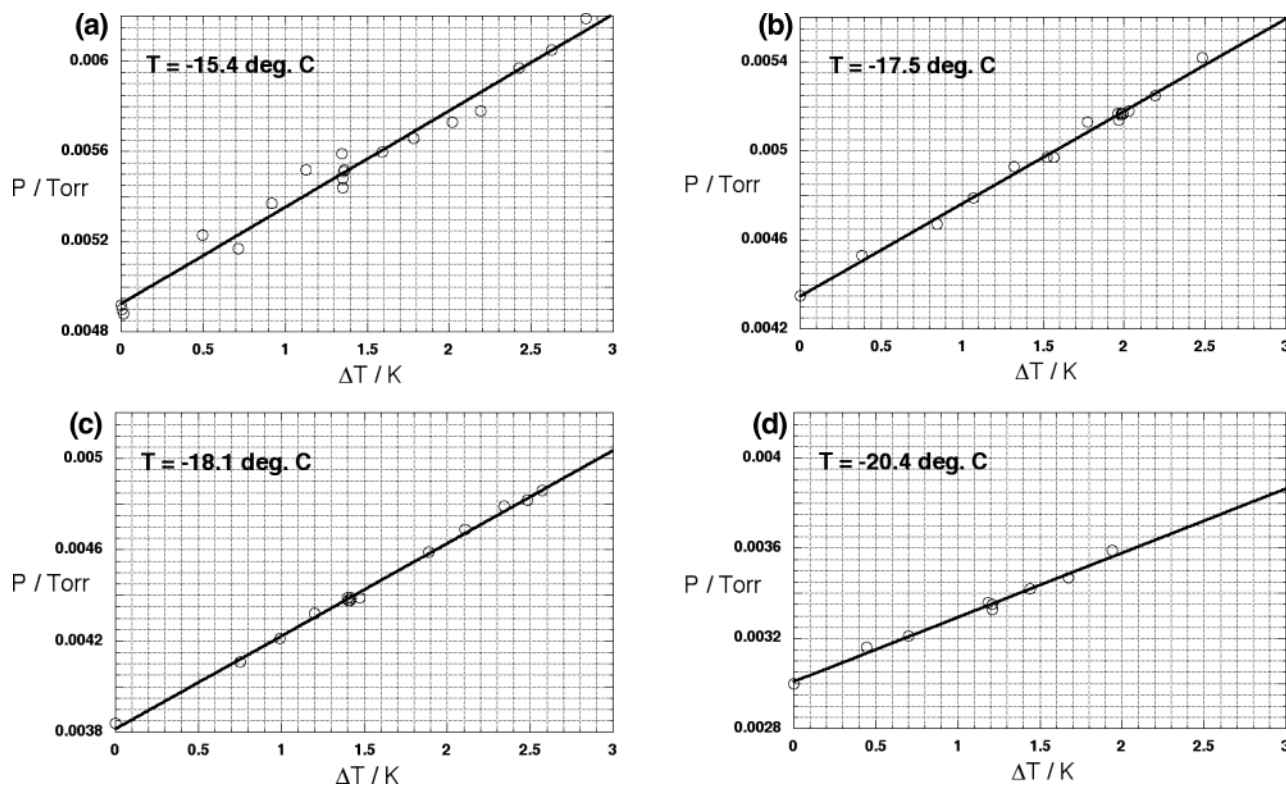 (a)
T = -15.4 deg. C
0.006
0.0056
P / Torr
0.0052
0.0048
0 0.5 1 1.5 2 2.5 3
ΔT / K
(b)
T = -17.5 deg. C
0.0054
0.005
P / Torr
0.0046
0.0042
0 0.5 1 1.5 2 2.5 3
ΔT / K
(c)
T = -18.1 deg. C
0.005
0.0046
P / Torr
0.0042
0.0038
0 0.5 1 1.5 2 2.5 3
ΔT / K
(d)
T = -20.4 deg. C
0.004
0.0036
P / Torr
0.0032
0.0028
0 0.5 1 1.5 2 2.5 3
ΔT / K